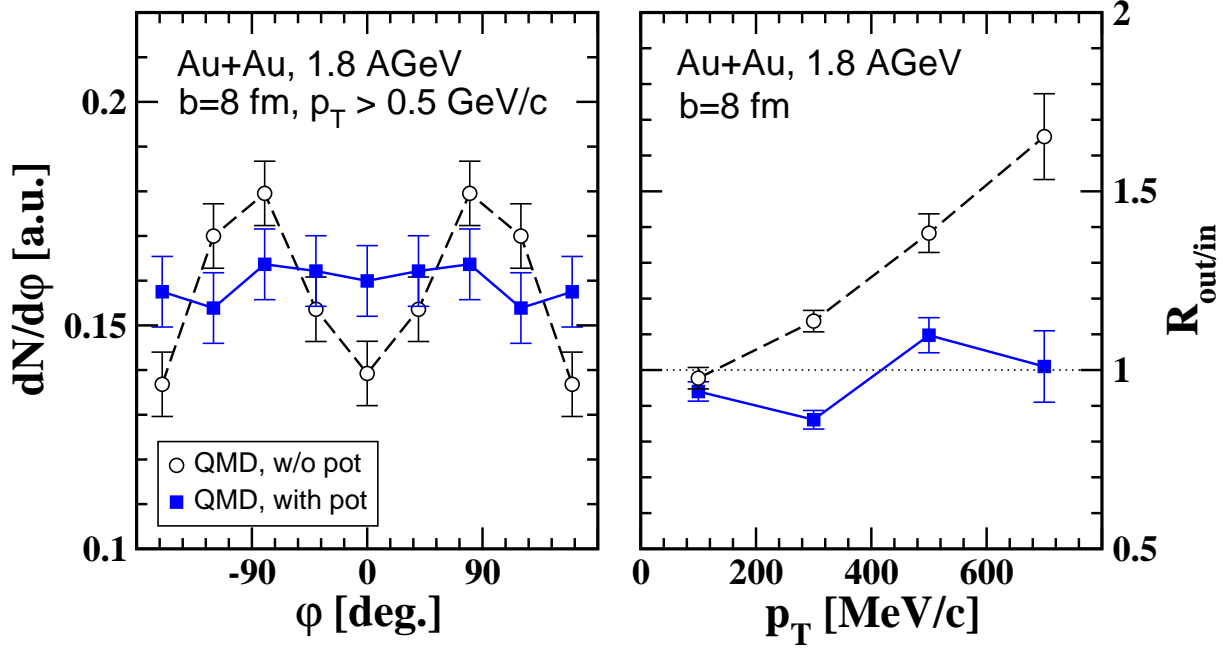 Au+Au, 1.8 AGeV
b=8 fm, p_T > 0.5 GeV/c
dN/dφ [a.u.]
0.2
0.15
0.1
QMD, w/o pot
QMD, with pot
-90 0 90
φ [deg.]
Au+Au, 1.8 AGeV
b=8 fm
2
1.5
1
0.5
R_out/in
0 200 400 600
p_T [MeV/c]